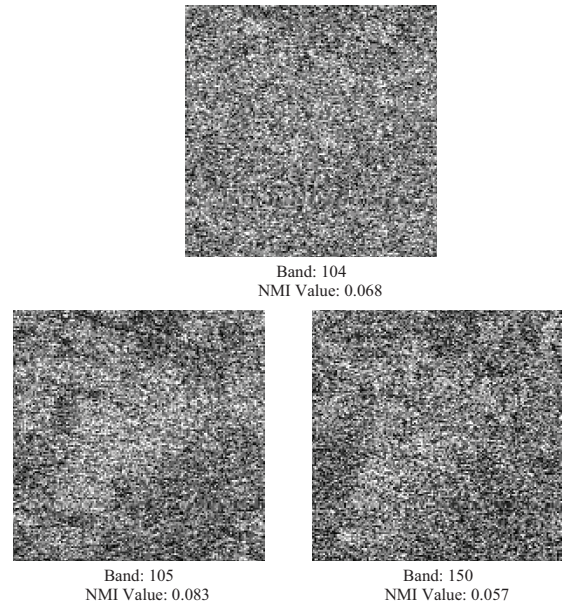 Band: 104
NMI Value: 0.068
Band: 105
NMI Value: 0.083
Band: 150
NMI Value: 0.057